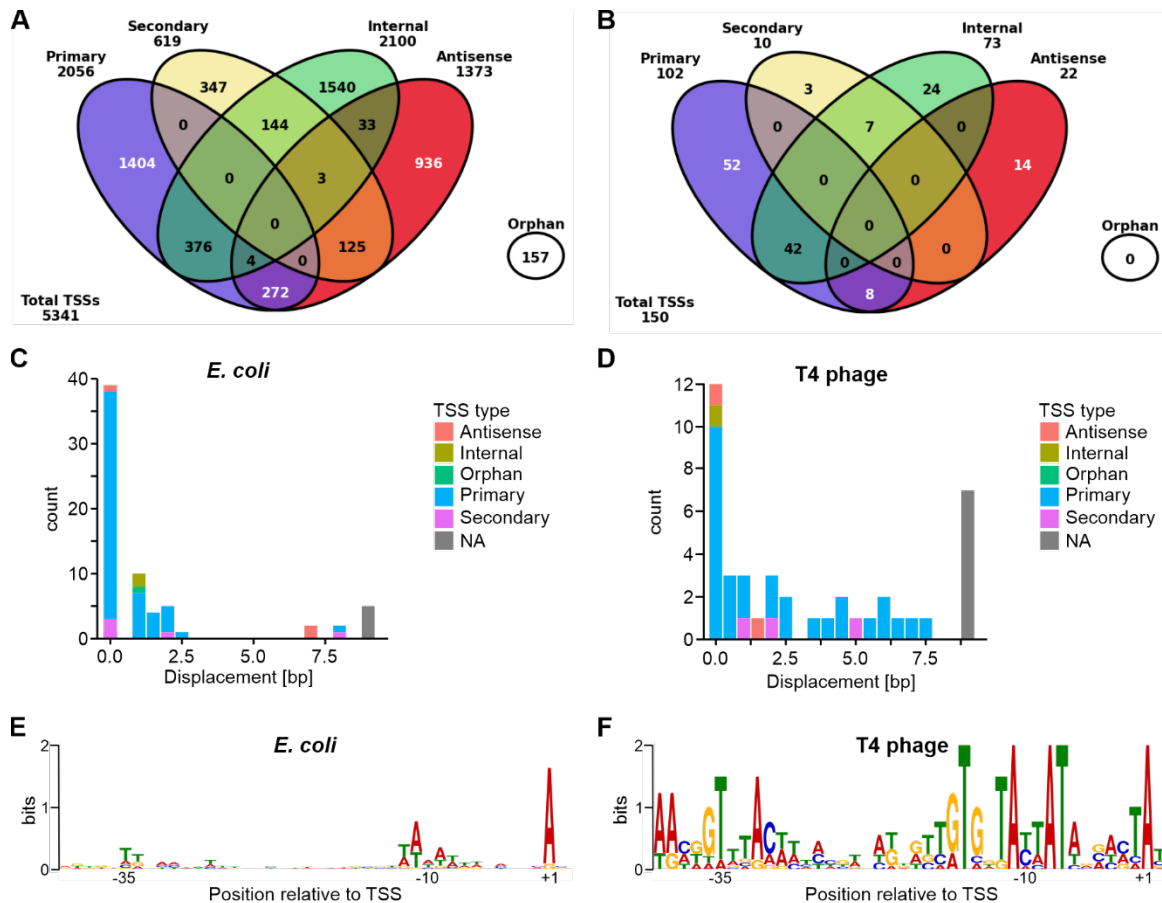 A
Secondary
619
Internal
2100
Primary
2056
Antisense
1373
347
1540
0
144
33
1404
936
0
3
0
376
125
4
0
272
Orphan
157
Total TSSs
5341
B
Secondary
10
Internal
73
Primary
102
Antisense
22
3
24
0
7
0
52
14
0
0
0
42
0
0
0
8
Orphan
0
Total TSSs
150
C
E. coli
40
30
20
10
0
count
0.0
2.5
5.0
7.5
Displacement [bp]
TSS type
Antisense
Internal
Orphan
Primary
Secondary
NA
D
T4 phage
12
10
8
6
4
2
0
count
0.0
2.5
5.0
7.5
Displacement [bp]
TSS type
Antisense
Internal
Orphan
Primary
Secondary
NA
E
E. coli
2
1
0
bits
-35
-10
+1
Position relative to TSS
F
T4 phage
2
1
0
bits
-35
-10
+1
Position relative to TSS